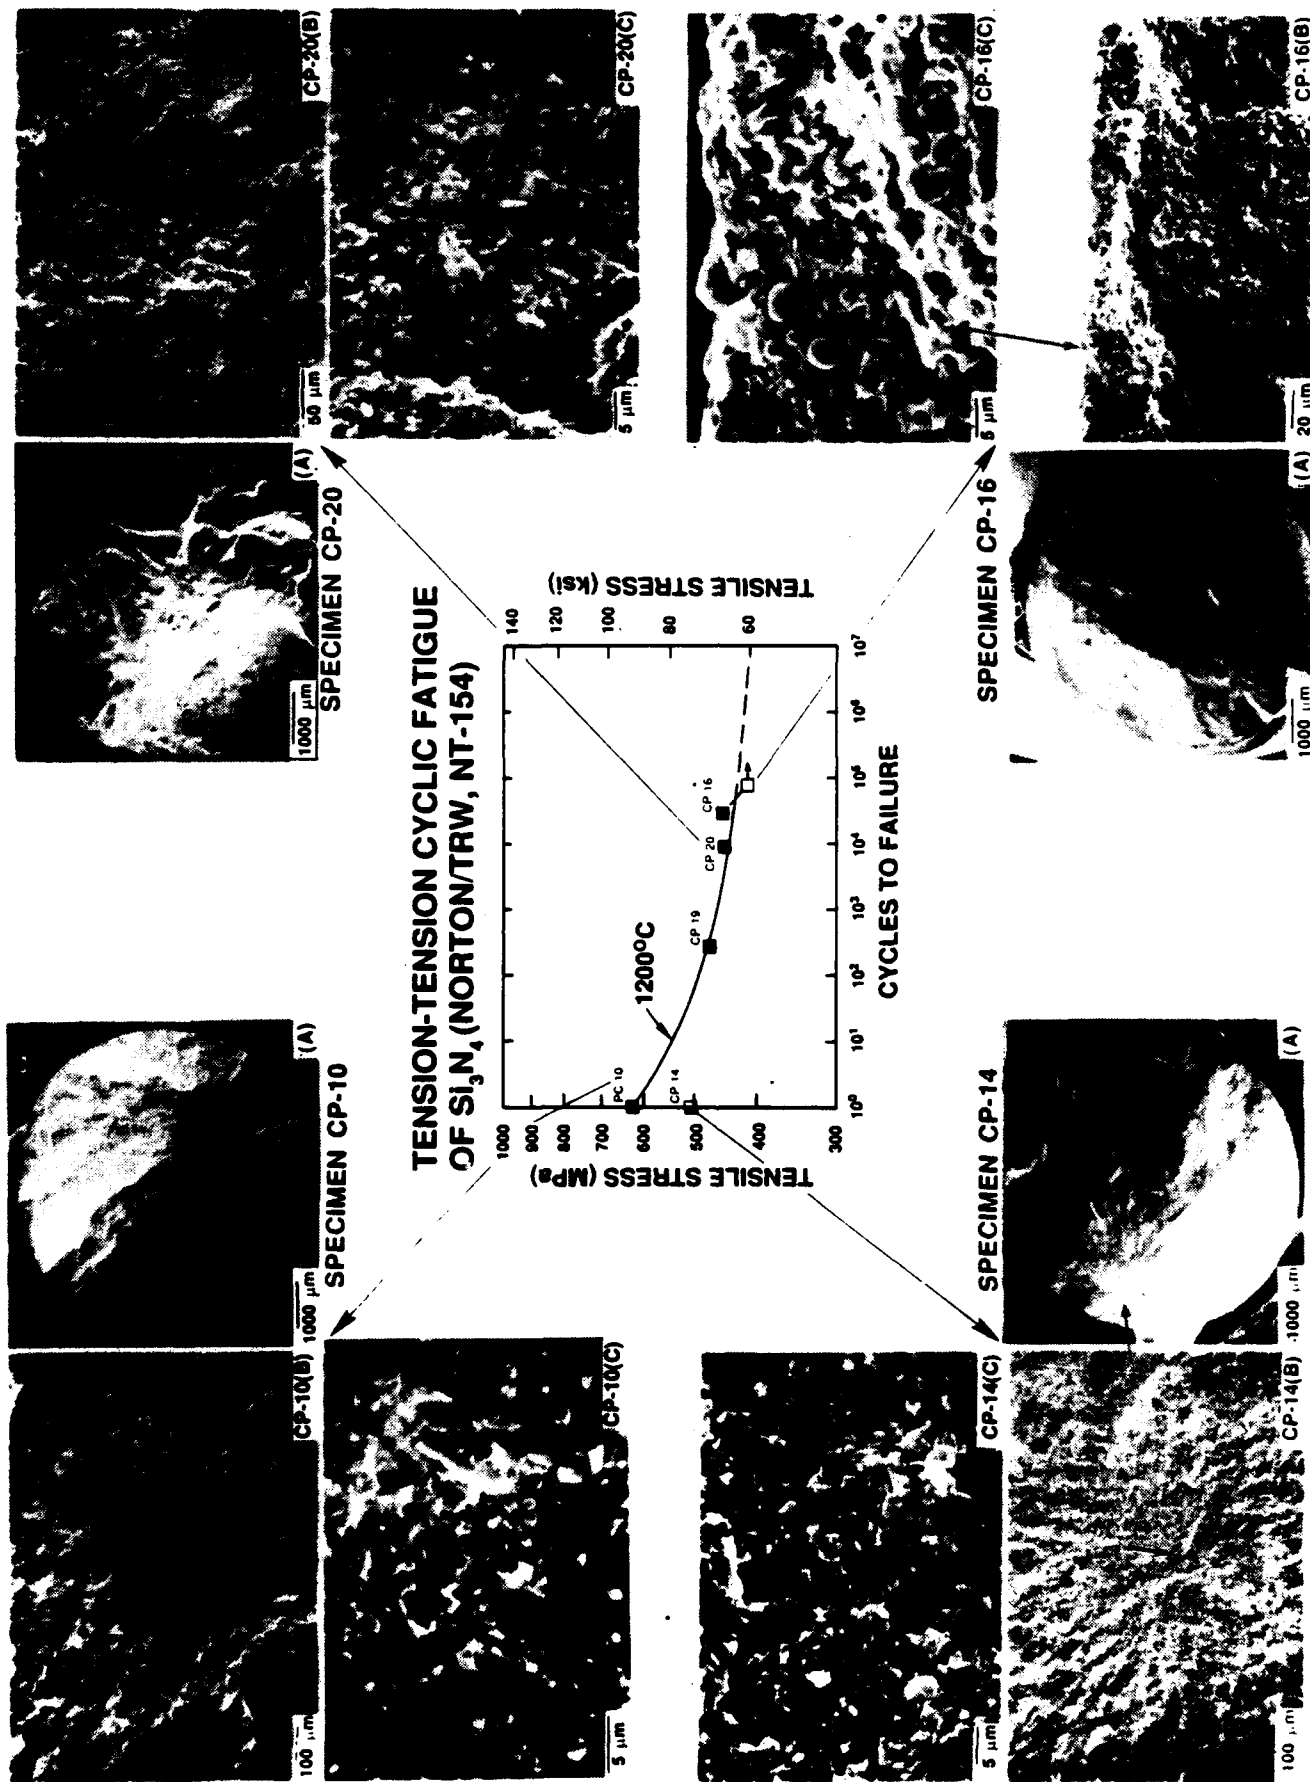 CP-10(B)
100 μm
(A)
1000 μm
SPECIMEN CP-10
CP-10(C)
5 μm
(A)
1000 μm
SPECIMEN CP-20
CP-20(B)
50 μm
CP-20(C)
5 μm
TENSION-TENSION CYCLIC FATIGUE
OF Si₃N₄ (NORTON/TRW, NT-154)
TENSILE STRESS (MPa)
1000
900
800
700
600
500
400
300
1200°C
PC 10
CP 14
CP 19
CP 20
CP 16
140
120
100
80
60
TENSILE STRESS (ksi)
10⁰ 10¹ 10² 10³ 10⁴ 10⁵ 10⁶ 10⁷
CYCLES TO FAILURE
CP-14(C)
5 μm
SPECIMEN CP-14
CP-14(B)
100 μm
(A)
1000 μm
SPECIMEN CP-16
(A)
1000 μm
CP-16(C)
5 μm
CP-16(B)
20 μm